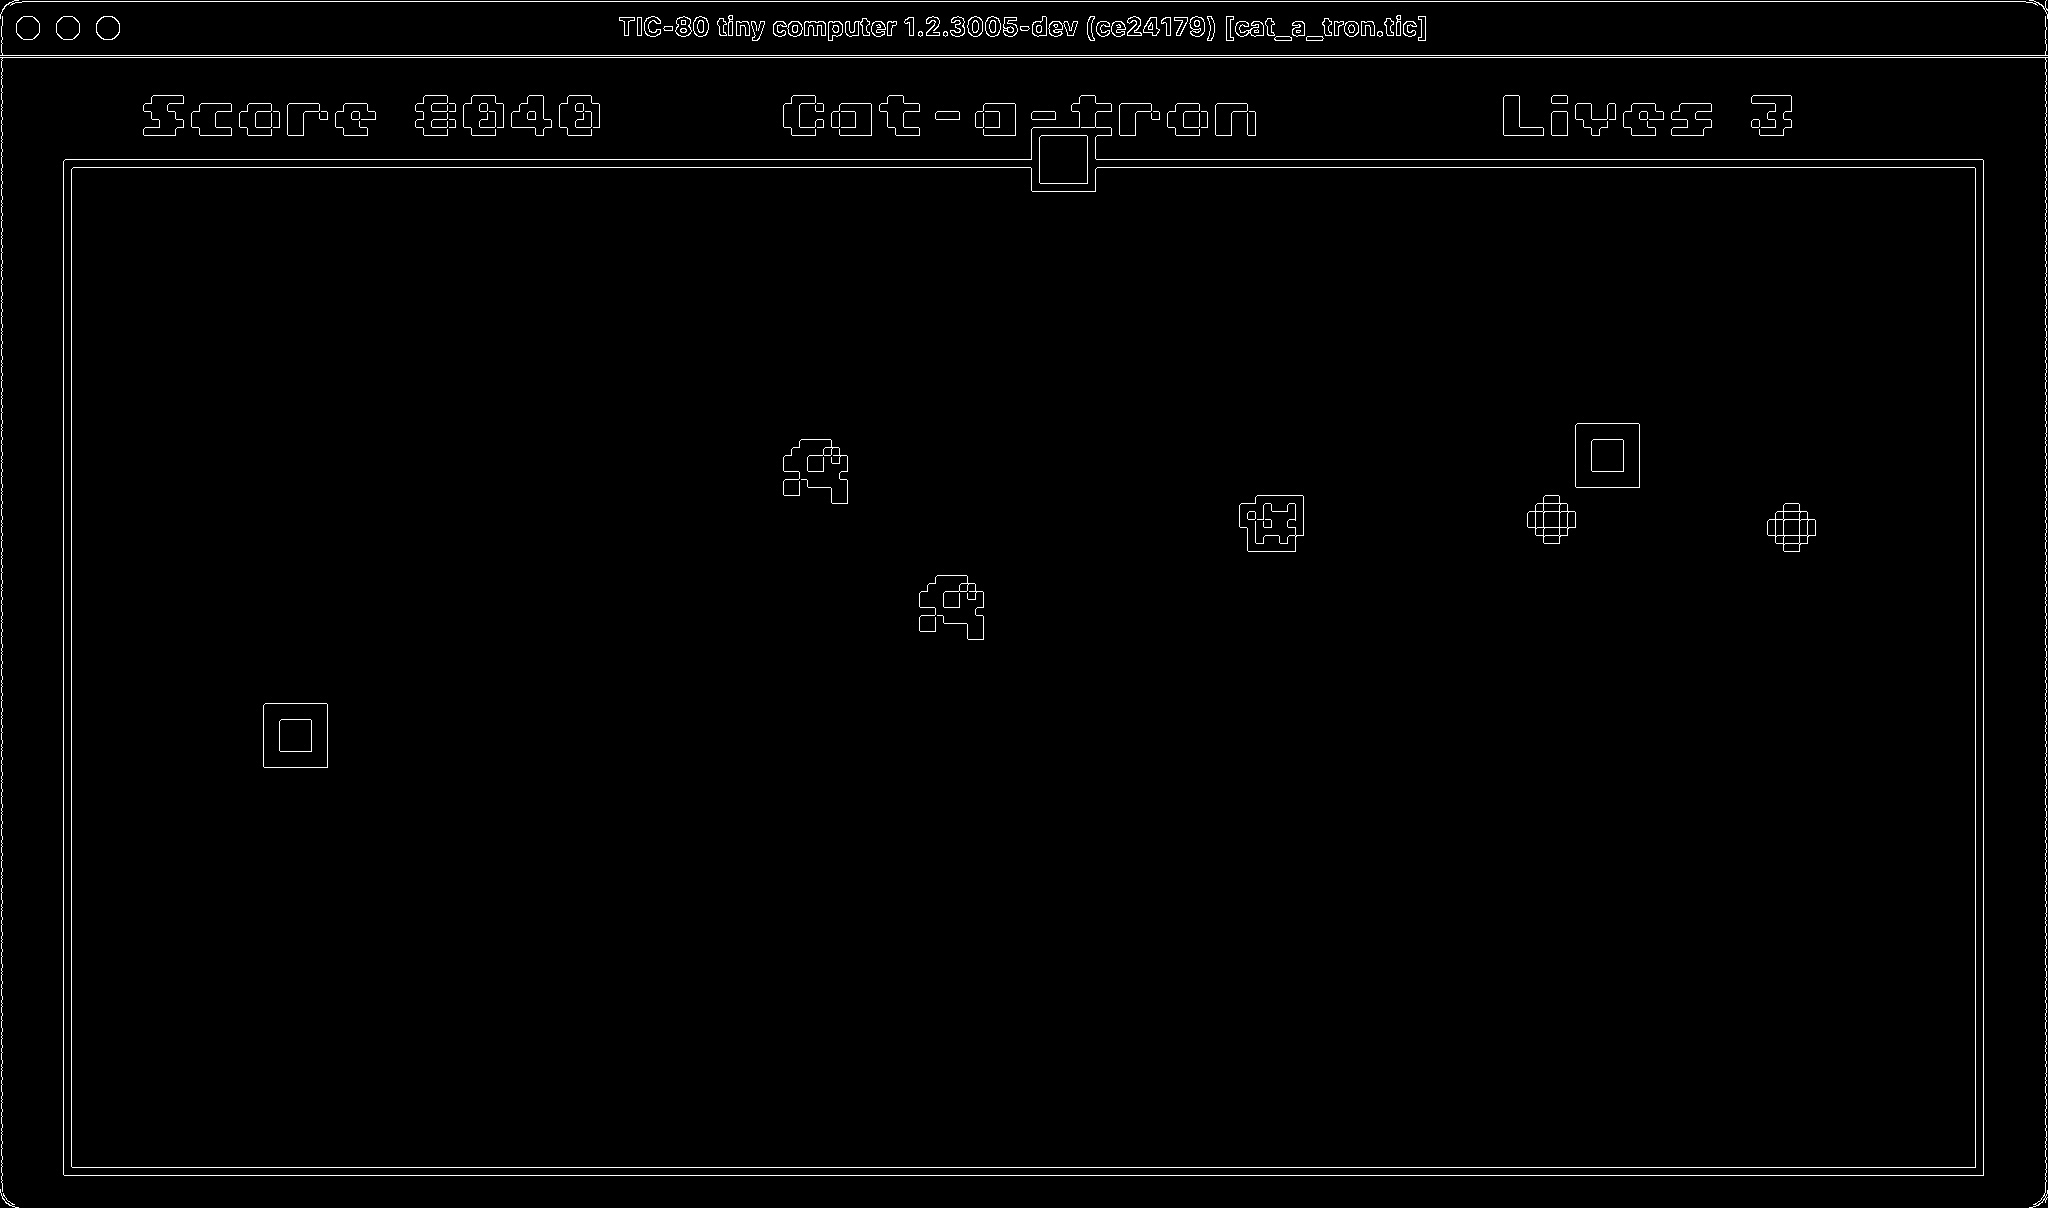 TIC-80 tiny computer 1.2.3005-dev (ce24179) [cat_a_tron.tic]
Score 8040 Cat-a-tron Lives 3